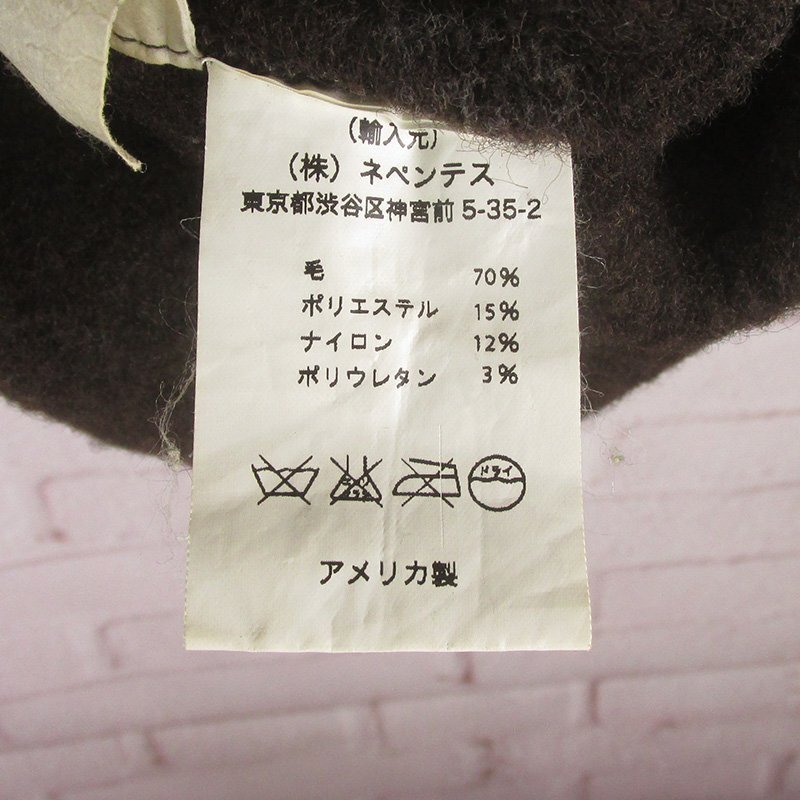 (輸入元)
(株) ネペンテス
東京都渋谷区神宮前 5-35-2
毛 70%
ポリエステル 15%
ナイロン 12%
ポリウレタン 3%
ドライ
アメリカ製